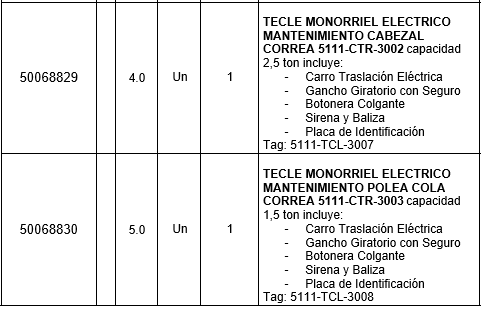 50068829 4.0 Un 1
TECLE MONORRIEL ELECTRICO
MANTENIMIENTO CABEZAL
CORREA 5111-CTR-3002 capacidad
2,5 ton incluye:
- Carro Traslación Eléctrica
- Gancho Giratorio con Seguro
- Botonera Colgante
- Sirena y Baliza
- Placa de Identificación
Tag: 5111-TCL-3007
50068830 5.0 Un 1
TECLE MONORRIEL ELECTRICO
MANTENIMIENTO POLEA COLA
CORREA 5111-CTR-3003 capacidad
1,5 ton incluye:
- Carro Traslación Eléctrica
- Gancho Giratorio con Seguro
- Botonera Colgante
- Sirena y Baliza
- Placa de Identificación
Tag: 5111-TCL-3008